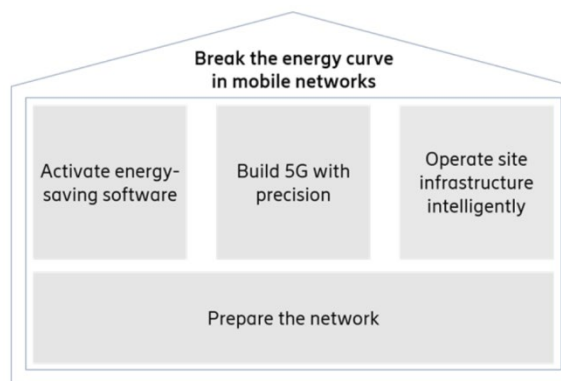 Break the energy curve
in mobile networks
Activate energy-
saving software
Build 5G with
precision
Operate site
infrastructure
intelligently
Prepare the network